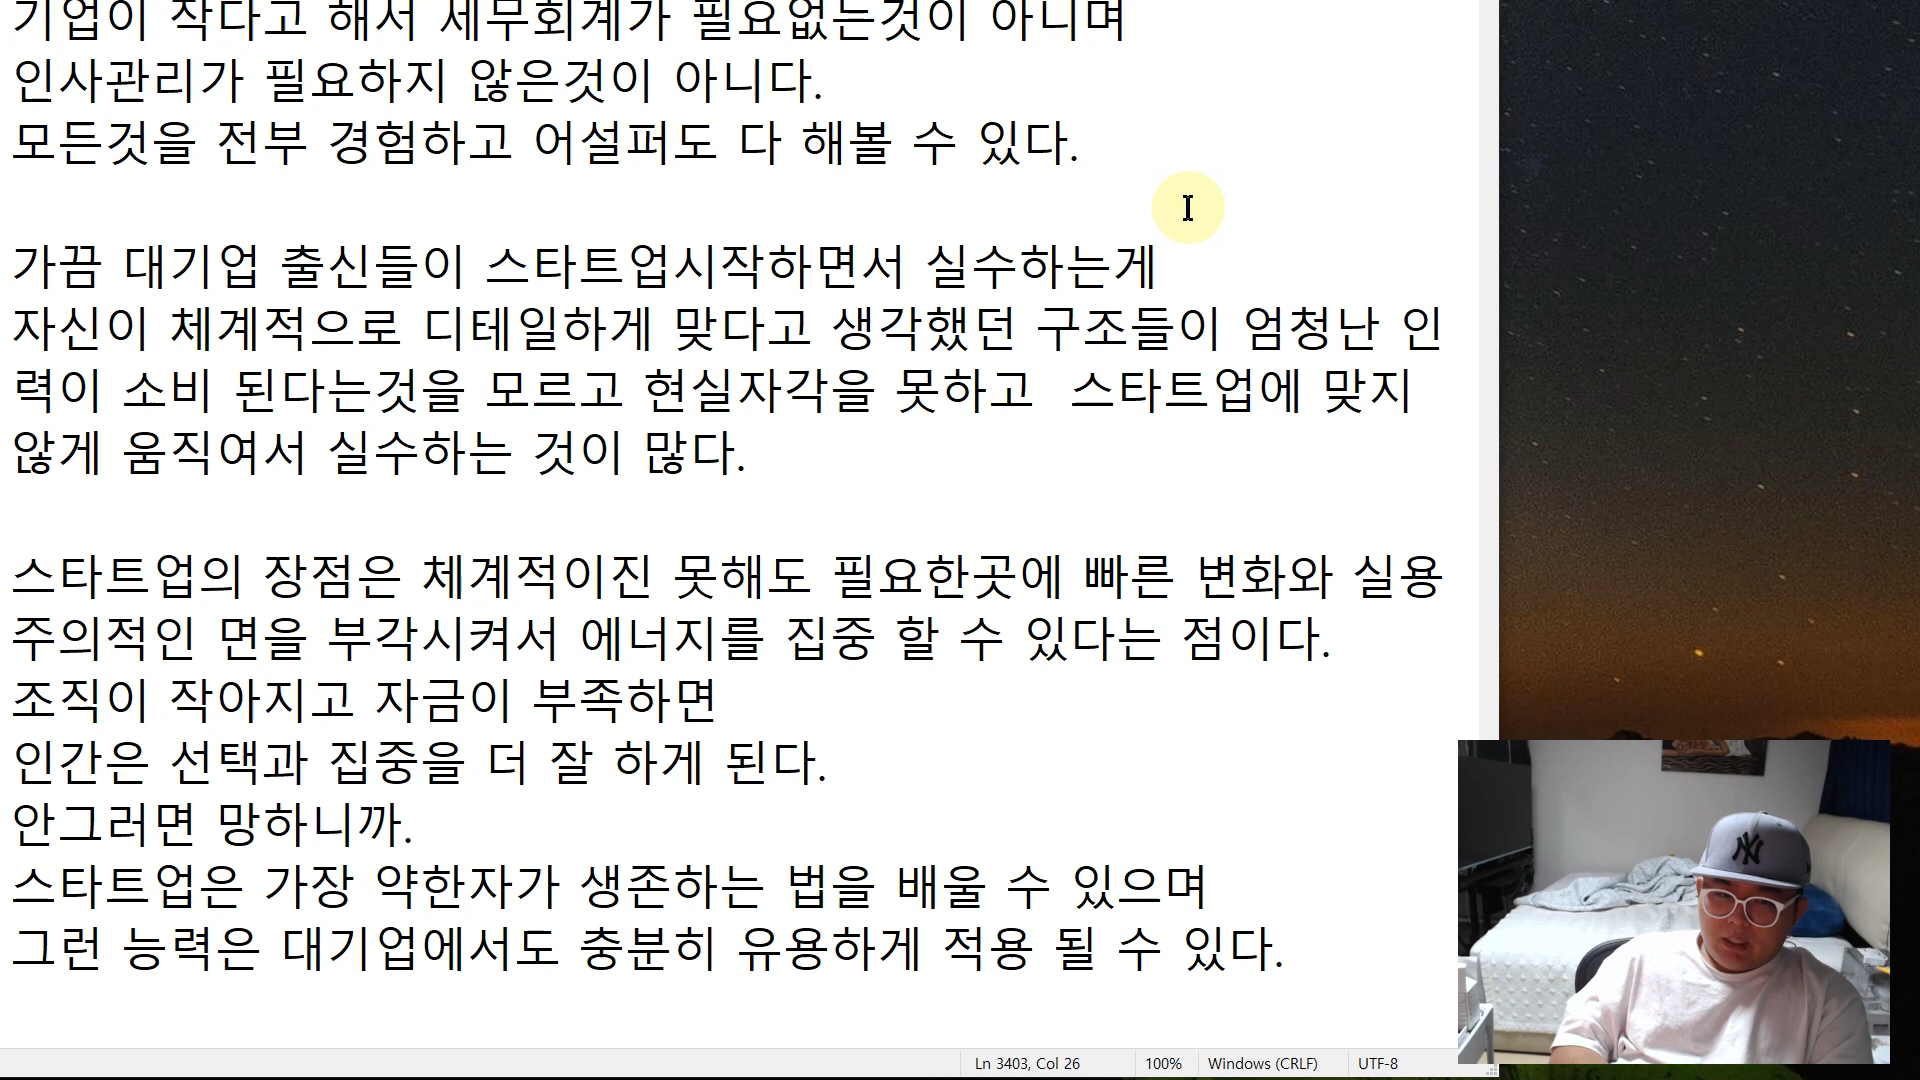 기업이 작다고 해서 세무회계가 필요없는것이 아니며
인사관리가 필요하지 않은것이 아니다.
모든것을 전부 경험하고 어설퍼도 다 해볼 수 있다.
가끔 대기업 출신들이 스타트업시작하면서 실수하는게
자신이 체계적으로 디테일하게 맞다고 생각했던 구조들이 엄청난 인
력이 소비 된다는것을 모르고 현실자각을 못하고  스타트업에 맞지
않게 움직여서 실수하는 것이 많다.
스타트업의 장점은 체계적이진 못해도 필요한곳에 빠른 변화와 실용
주의적인 면을 부각시켜서 에너지를 집중 할 수 있다는 점이다.
조직이 작아지고 자금이 부족하면
인간은 선택과 집중을 더 잘 하게 된다.
안그러면 망하니까.
스타트업은 가장 약한자가 생존하는 법을 배울 수 있으며
그런 능력은 대기업에서도 충분히 유용하게 적용 될 수 있다.
Ln 3403, Col 26 100% Windows (CRLF) UTF-8
NY